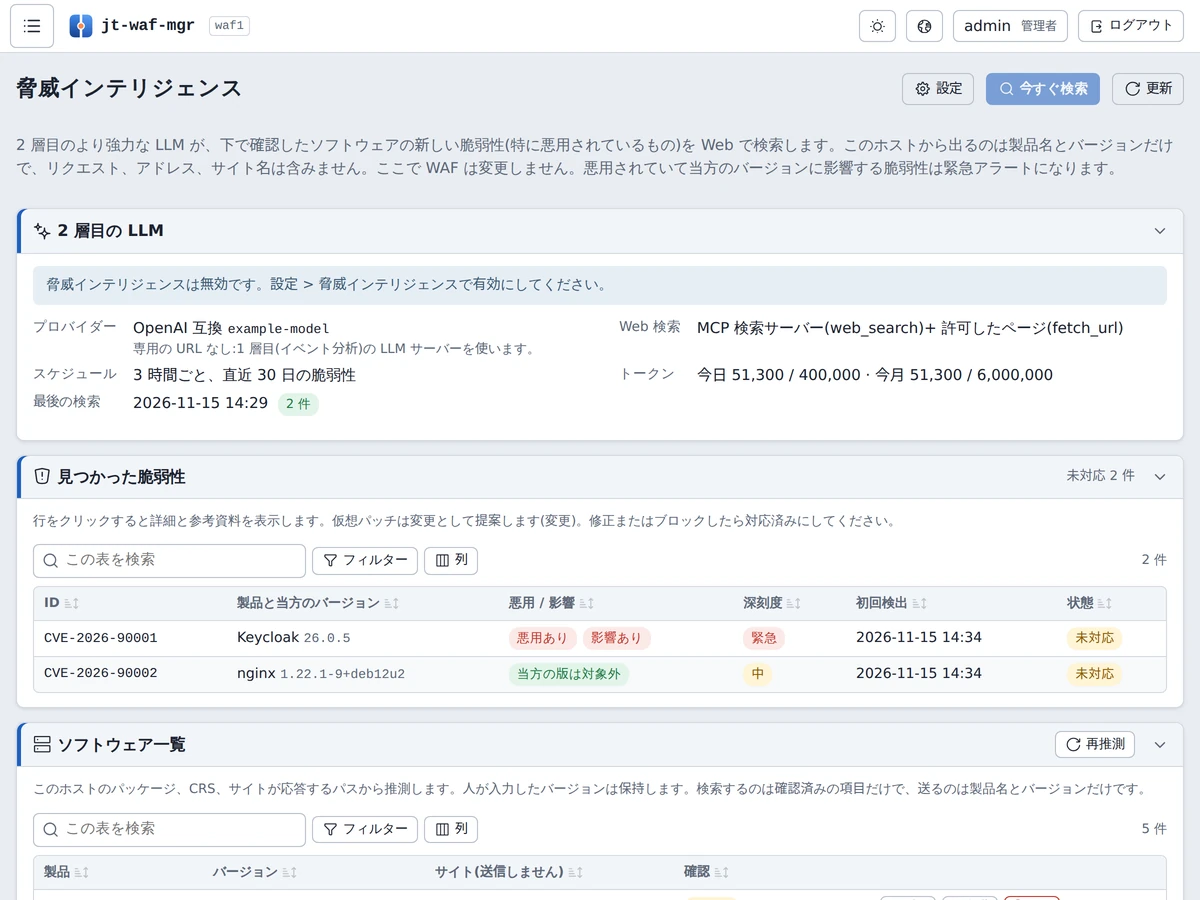 jt-waf-mgr waf1 admin 管理者 ログアウト
脅威インテリジェンス 設定 今すぐ検索 更新
2 層目のより強力な LLM が、下で確認したソフトウェアの新しい脆弱性(特に悪用されているもの)を Web で検索します。このホストから出るのは製品名とバージョンだけ
で、リクエスト、アドレス、サイト名は含みません。ここで WAF は変更しません。悪用されていて当方のバージョンに影響する脆弱性は緊急アラートになります。
2 層目の LLM
脅威インテリジェンスは無効です。設定 > 脅威インテリジェンスで有効にしてください。
プロバイダー OpenAI 互換 example-model Web 検索 MCP 検索サーバー(web_search)+ 許可したページ(fetch_url)
専用の URL なし:1 層目(イベント分析)の LLM サーバーを使います。
スケジュール 3 時間ごと、直近 30 日の脆弱性 トークン 今日 51,300 / 400,000 · 今月 51,300 / 6,000,000
最後の検索 2026-11-15 14:29 2 件
見つかった脆弱性 未対応 2 件
行をクリックすると詳細と参考資料を表示します。仮想パッチは変更として提案します(変更)。修正またはブロックしたら対応済みにしてください。
この表を検索 フィルター 列 2 件
ID 製品と当方のバージョン 悪用 / 影響 深刻度 初回検出 状態
CVE-2026-90001 Keycloak 26.0.5 悪用あり 影響あり 緊急 2026-11-15 14:34 未対応
CVE-2026-90002 nginx 1.22.1-9+deb12u2 当方の版は対象外 中 2026-11-15 14:34 未対応
ソフトウェア一覧 再推測
このホストのパッケージ、CRS、サイトが応答するパスから推測します。人が入力したバージョンは保持します。検索するのは確認済みの項目だけで、送るのは製品名とバージョンだけです。
この表を検索 フィルター 列 5 件
製品 バージョン サイト(送信しません) 確認